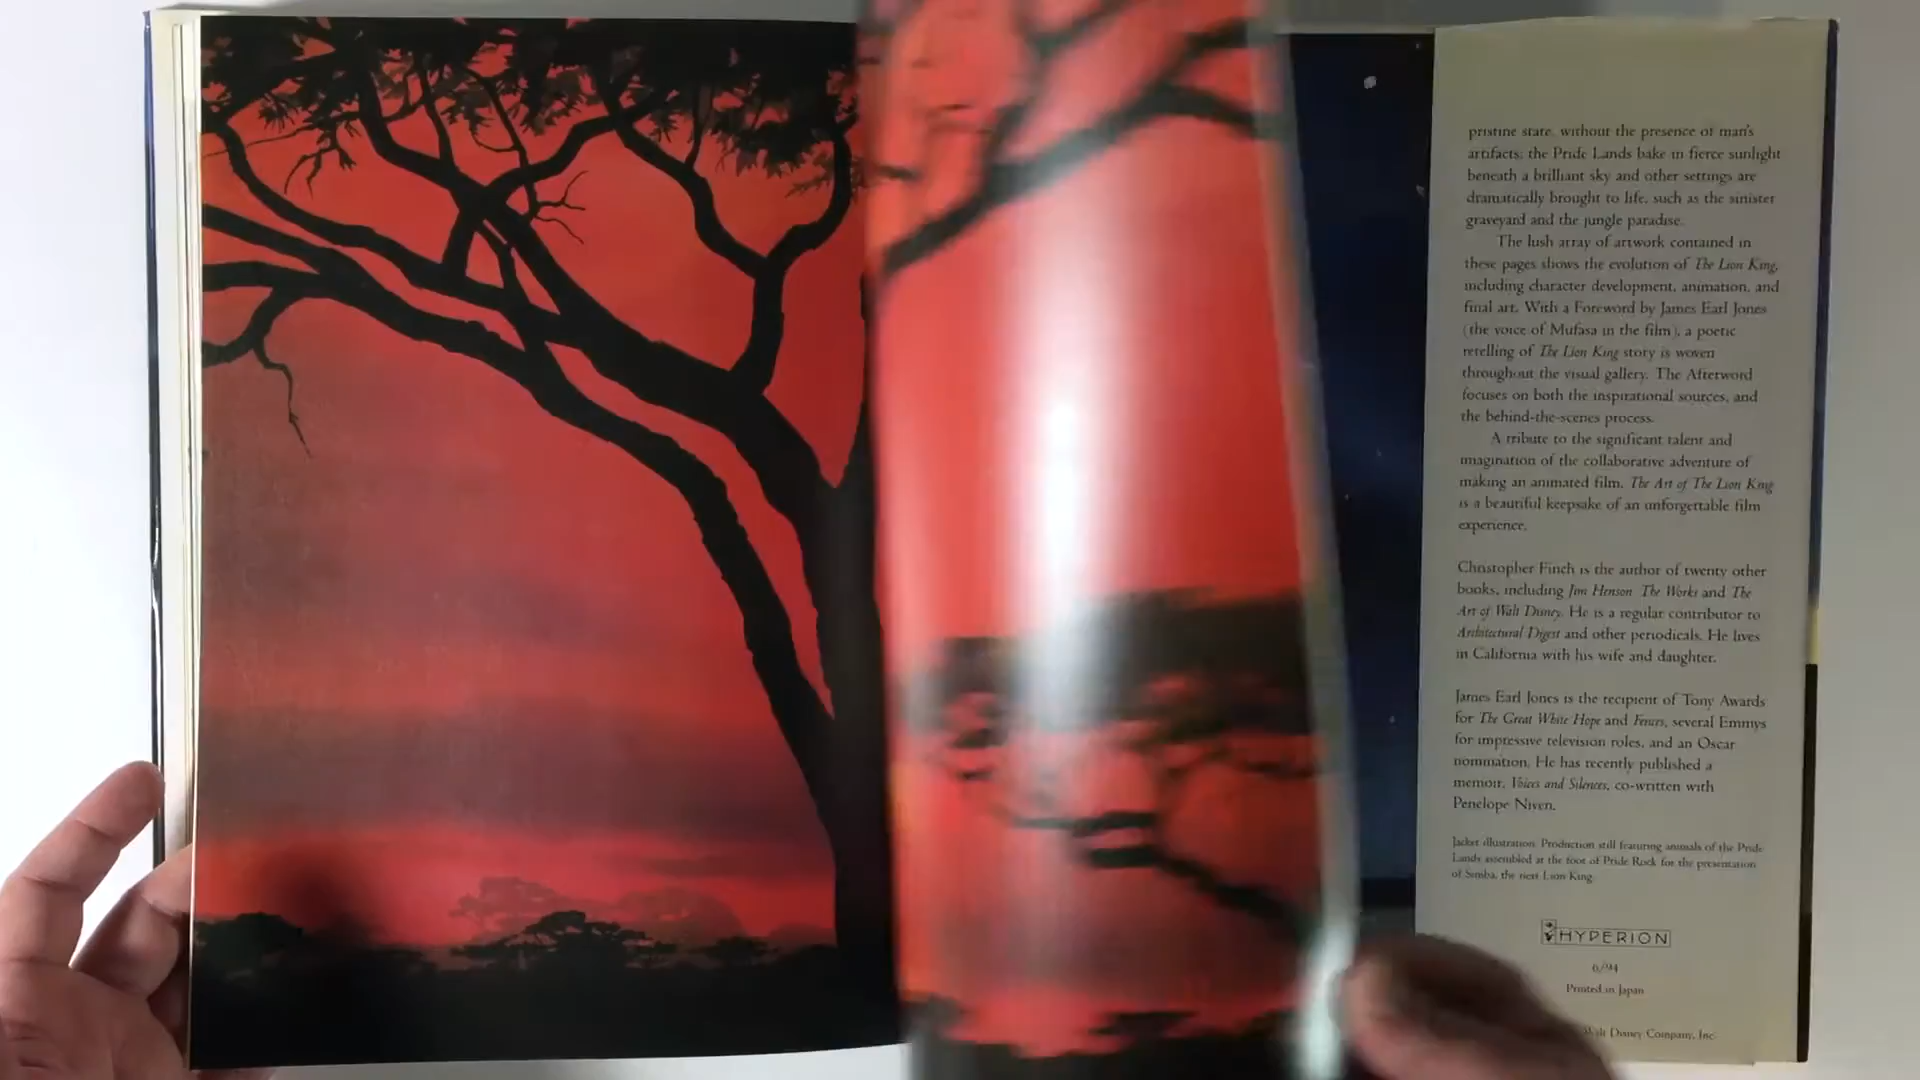 pristine state, without the presence of man's
artifacts; the Pride Lands bake in fierce sunlight
beneath a brilliant sky and other settings are
dramatically brought to life, such as the sinister
graveyard and the jungle paradise.
The lush array of artwork contained in
these pages shows the evolution of The Lion King,
including character development, animation, and
final art. With a Foreword by James Earl Jones
(the voice of Mufasa in the film), a poetic
retelling of The Lion King story is woven
throughout the visual gallery. The Afterword
focuses on both the inspirational sources, and
the behind-the-scenes process.
A tribute to the significant talent and
imagination of the collaborative adventure of
making an animated film, The Art of The Lion King
is a beautiful keepsake of an unforgettable film
experience.
Christopher Finch is the author of twenty other
books, including Jim Henson The Works and The
Art of Walt Disney. He is a regular contributor to
Architectural Digest and other periodicals. He lives
in California with his wife and daughter.
James Earl Jones is the recipient of Tony Awards
for The Great White Hope and Fences, several Emmys
for impressive television roles, and an Oscar
nomination. He has recently published a
memoir, Voices and Silences, co-written with
Penelope Niven.
Jacket illustration: Production still featuring animals of the Pride
Lands assembled at the foot of Pride Rock for the presentation
of Simba, the next Lion King.
HYPERION
6/94
Printed in Japan
Walt Disney Company, Inc.